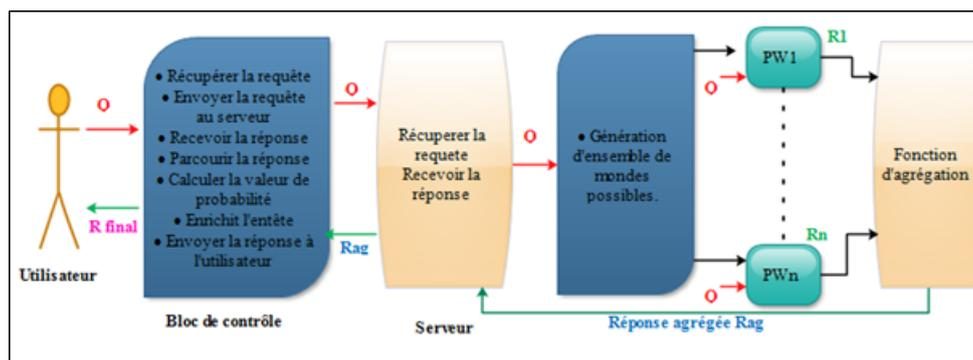 Q
Utilisateur
R final
• Récupérer la requête
• Envoyer la requête
au serveur
• Recevoir la réponse
• Parcourir la réponse
• Calculer la valeur de
probabilité
• Enrichit l'entête
• Envoyer la réponse à
l'utilisateur
Bloc de contrôle
Q
Rag
Récuperer la
requete
Recevoir la
réponse
Serveur
Q
• Génération
d'ensemble de
mondes
possibles.
Q
PW1
R1
Q
PWn
Rn
Fonction
d'agrégation
Réponse agrégée Rag